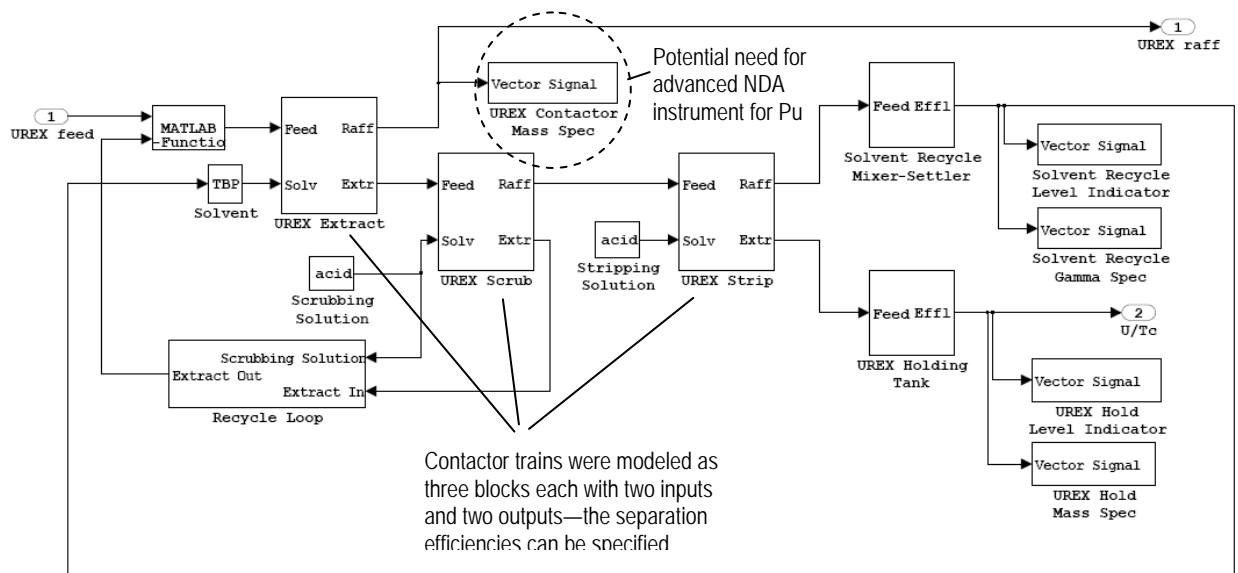 1
UREX raff
Potential need for
advanced NDA
instrument for Pu
Vector Signal
UREX Contactor
Mass Spec
1
UREX feed
MATLAB
-Functio
Feed
Raff
Solv
Extr
UREX Extract
TBP
Solvent
Feed
Raff
Solv
Extr
UREX Scrub
acid
Scrubbing
Solution
acid
Stripping
Solution
Feed
Raff
Solv
Extr
UREX Strip
Feed Effl
Solvent Recycle
Mixer-Settler
Vector Signal
Solvent Recycle
Level Indicator
Vector Signal
Solvent Recycle
Gamma Spec
Feed Effl
UREX Holding
Tank
2
U/Tc
Vector Signal
UREX Hold
Level Indicator
Vector Signal
UREX Hold
Mass Spec
Scrubbing Solution
Extract Out
Extract In
Recycle Loop
Contactor trains were modeled as
three blocks each with two inputs
and two outputs—the separation
efficiencies can be specified